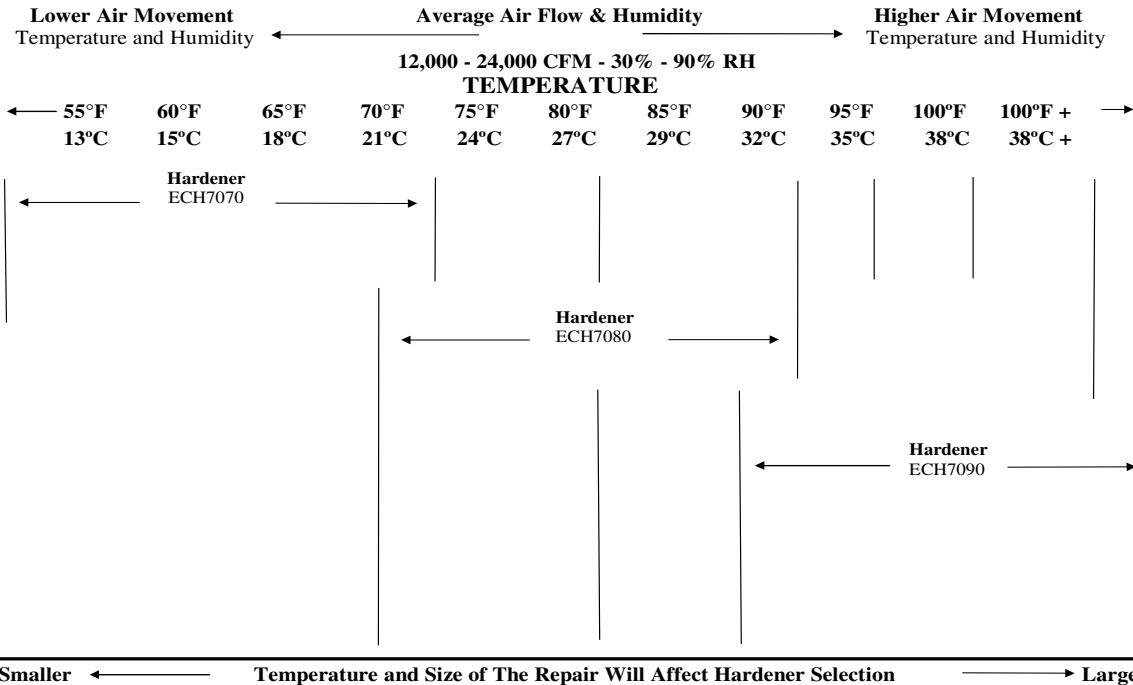 Lower Air Movement Average Air Flow & Humidity Higher Air Movement
Temperature and Humidity Temperature and Humidity
12,000 - 24,000 CFM - 30% - 90% RH
TEMPERATURE
55°F 60°F 65°F 70°F 75°F 80°F 85°F 90°F 95°F 100ºF 100ºF +
13ºC 15ºC 18ºC 21ºC 24ºC 27ºC 29ºC 32ºC 35ºC 38ºC 38ºC +
Hardener
ECH7070
Hardener
ECH7080
Hardener
ECH7090
Smaller Temperature and Size of The Repair Will Affect Hardener Selection Large